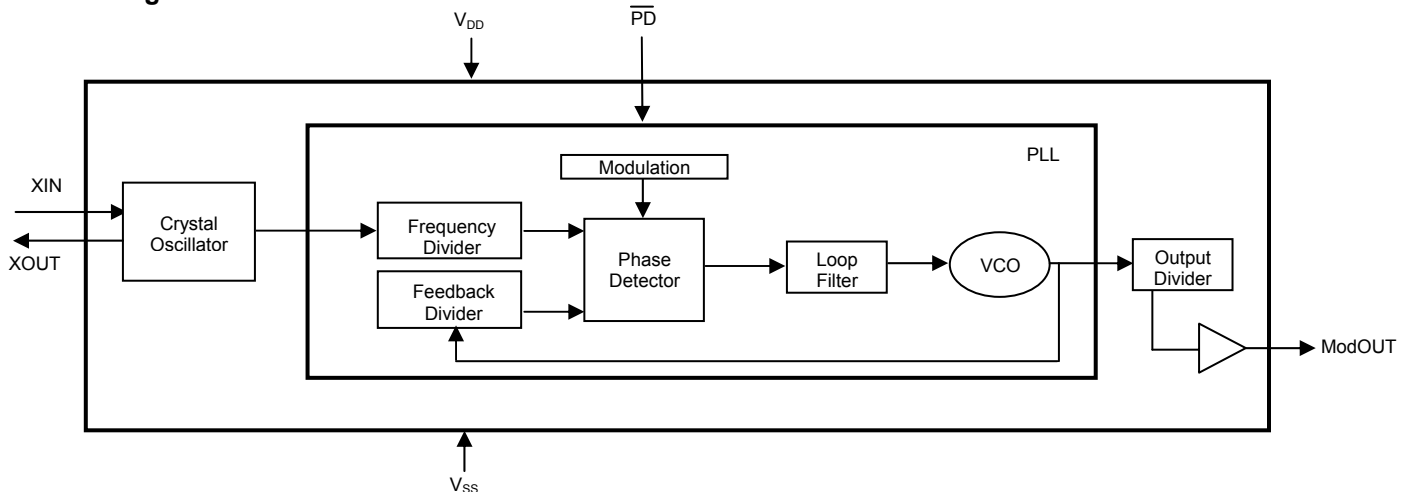 V_DD
PD
PLL
Modulation
XIN
Crystal
Oscillator
XOUT
Frequency
Divider
Feedback
Divider
Phase
Detector
Loop
Filter
VCO
Output
Divider
ModOUT
V_SS